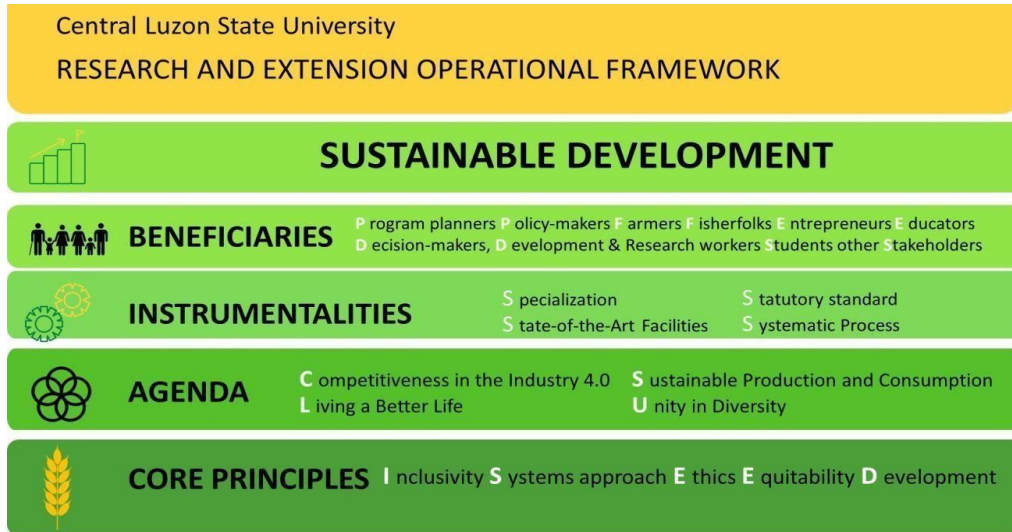 Central Luzon State University
RESEARCH AND EXTENSION OPERATIONAL FRAMEWORK
SUSTAINABLE DEVELOPMENT
BENEFICIARIES
P rogram planners P olicy-makers F armers F isherfolks E ntrepreneurs E ducators
D ecision-makers, D evelopment & Research workers Students other Stakeholders
INSTRUMENTALITIES
S pecialization
S tatutory standard
S tate-of-the-Art Facilities
S ystematic Process
AGENDA
C ompetitiveness in the Industry 4.0
S ustainable Production and Consumption
L iving a Better Life
U nity in Diversity
CORE PRINCIPLES I nclusivity S ystems approach E thics E quitability D evelopment